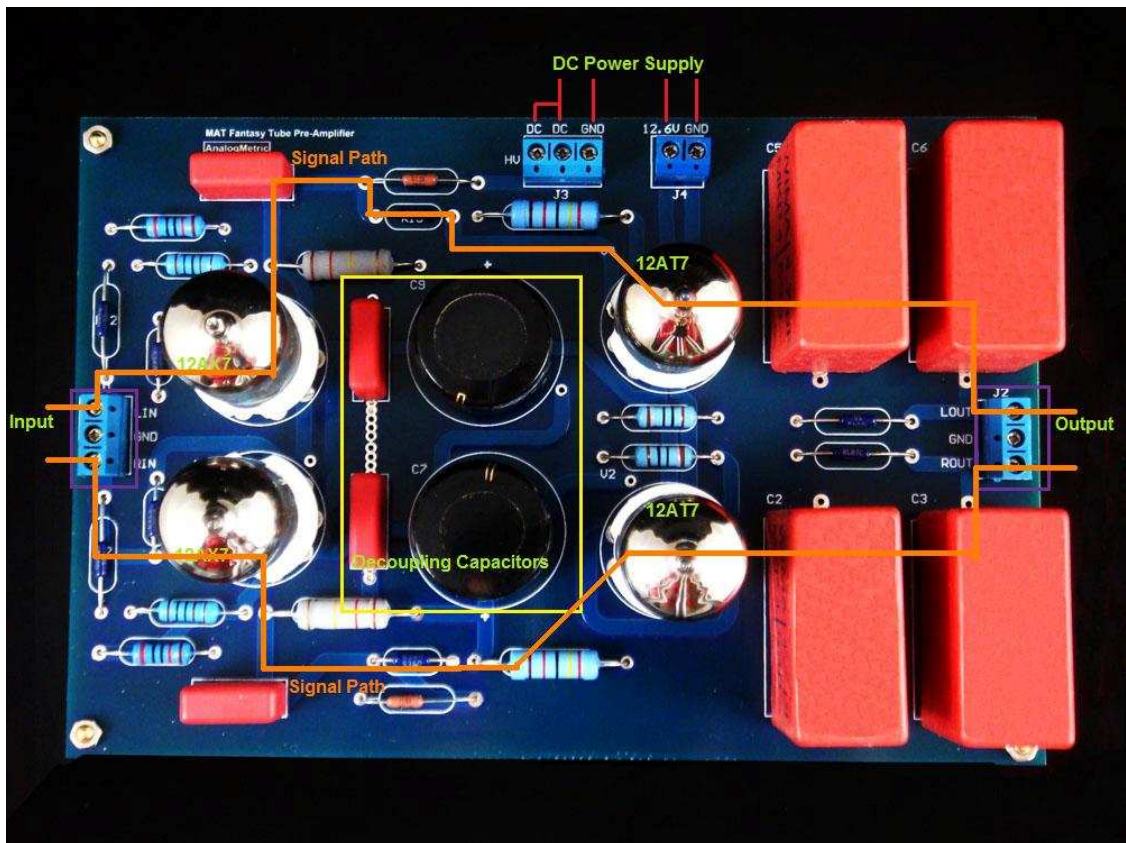 DC Power Supply
MAT Fantasy Tube Pre-Amplifier
AnalogMetric
DC DC GND
12.6V GND
HV
J3
J4
C5
C6
Signal Path
12AT7
C9
12AX7
Input
LIN
GND
RIN
J2
LOUT
GND
ROUT
Output
C7
V2
C2
C3
12AT7
12AX7
Decoupling Capacitors
Signal Path